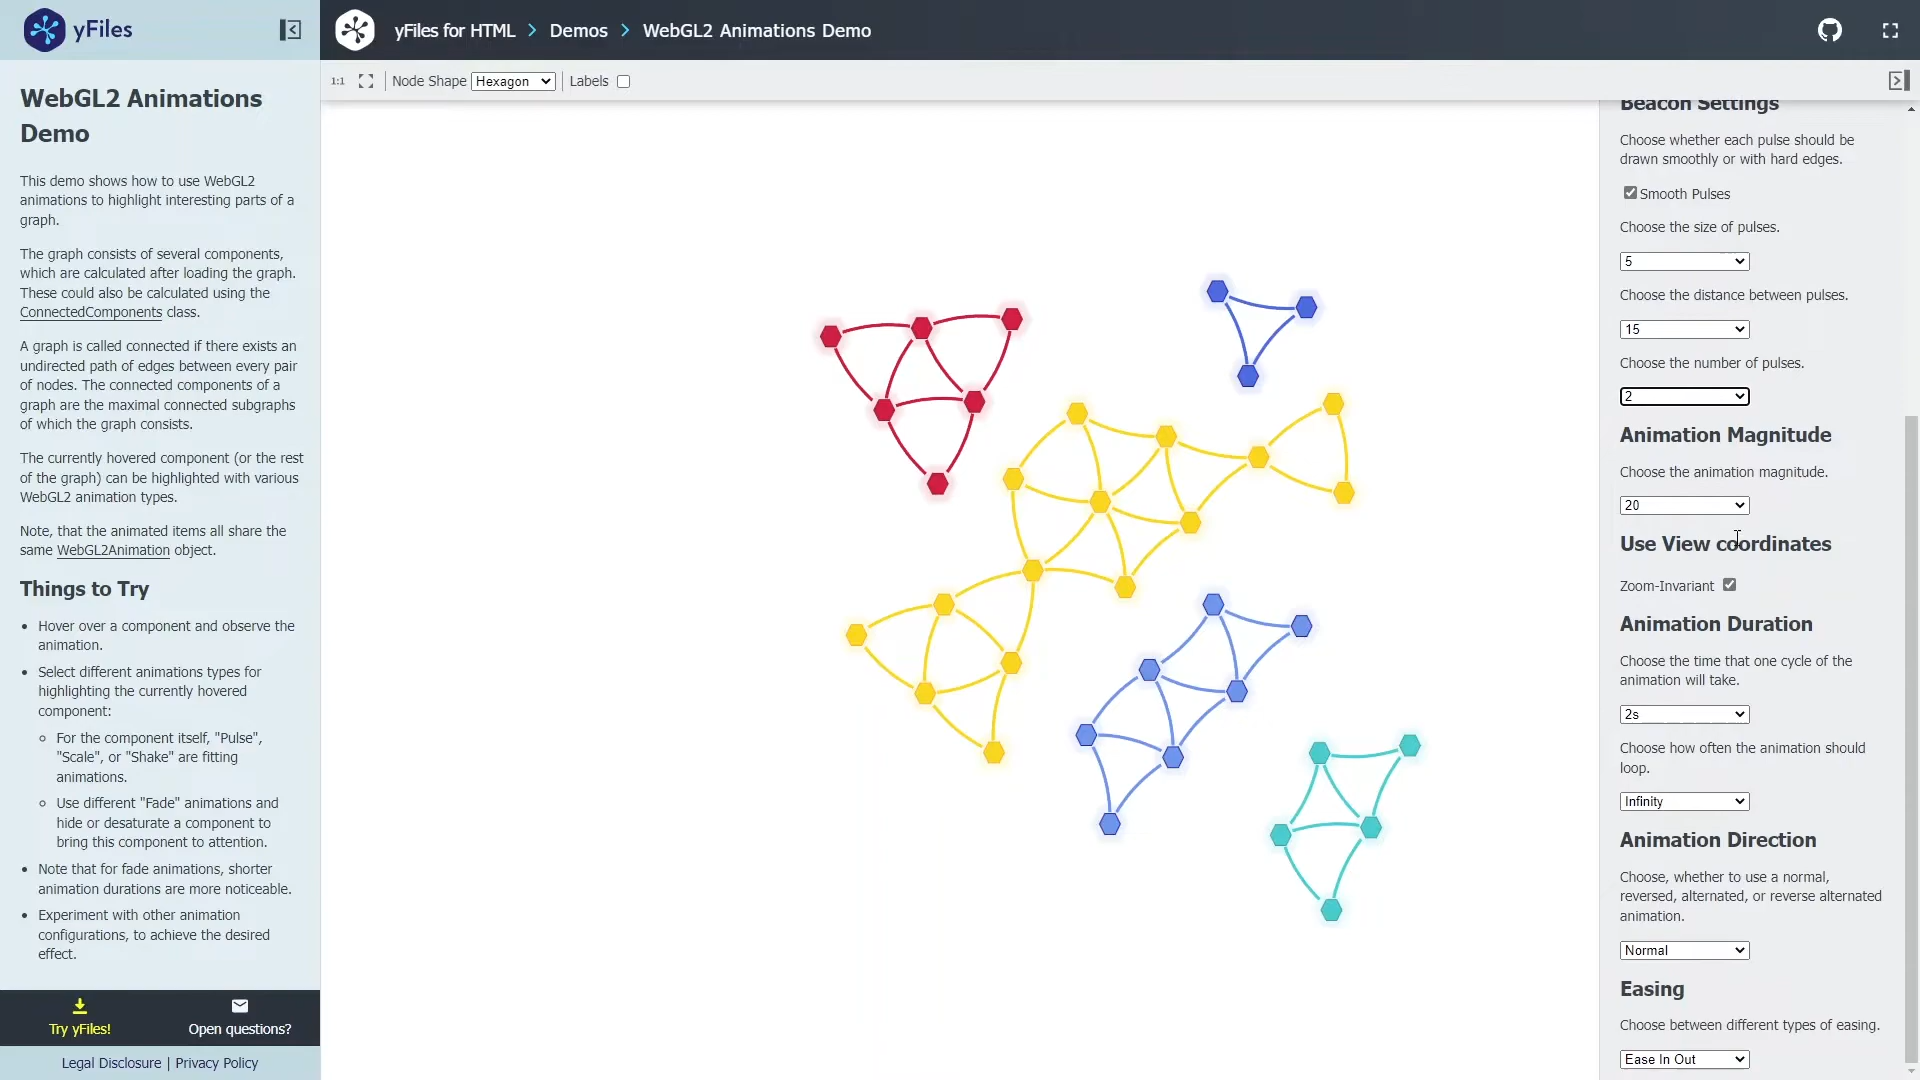 yFiles
yFiles for HTML
Demos
WebGL2 Animations Demo
WebGL2 Animations
Demo
This demo shows how to use WebGL2
animations to highlight interesting parts of a
graph.
The graph consists of several components,
which are calculated after loading the graph.
These could also be calculated using the
ConnectedComponents class.
A graph is called connected if there exists an
undirected path of edges between every pair
of nodes. The connected components of a
graph are the maximal connected subgraphs
of which the graph consists.
The currently hovered component (or the rest
of the graph) can be highlighted with various
WebGL2 animation types.
Note, that the animated items all share the
same WebGL2Animation object.
Things to Try
Hover over a component and observe the
animation.
Select different animations types for
highlighting the currently hovered
component:
For the component itself, "Pulse",
"Scale", or "Shake" are fitting
animations.
Use different "Fade" animations and
hide or desaturate a component to
bring this component to attention.
Note that for fade animations, shorter
animation durations are more noticeable.
Experiment with other animation
configurations, to achieve the desired
effect.
Try yFiles!
Open questions?
Legal Disclosure | Privacy Policy
1:1
Node Shape
Hexagon
Labels
Beacon Settings
Choose whether each pulse should be
drawn smoothly or with hard edges.
Smooth Pulses
Choose the size of pulses.
5
Choose the distance between pulses.
15
Choose the number of pulses.
2
Animation Magnitude
Choose the animation magnitude.
20
Use View coordinates
Zoom-Invariant
Animation Duration
Choose the time that one cycle of the
animation will take.
2s
Choose how often the animation should
loop.
Infinity
Animation Direction
Choose, whether to use a normal,
reversed, alternated, or reverse alternated
animation.
Normal
Easing
Choose between different types of easing.
Ease In Out